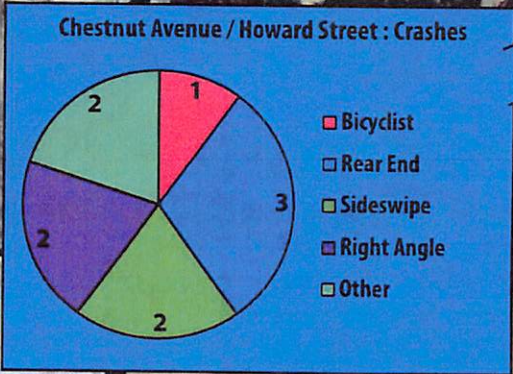 Chestnut Avenue / Howard Street : Crashes
1
2
3
2
2
Bicyclist
Rear End
Sideswipe
Right Angle
Other